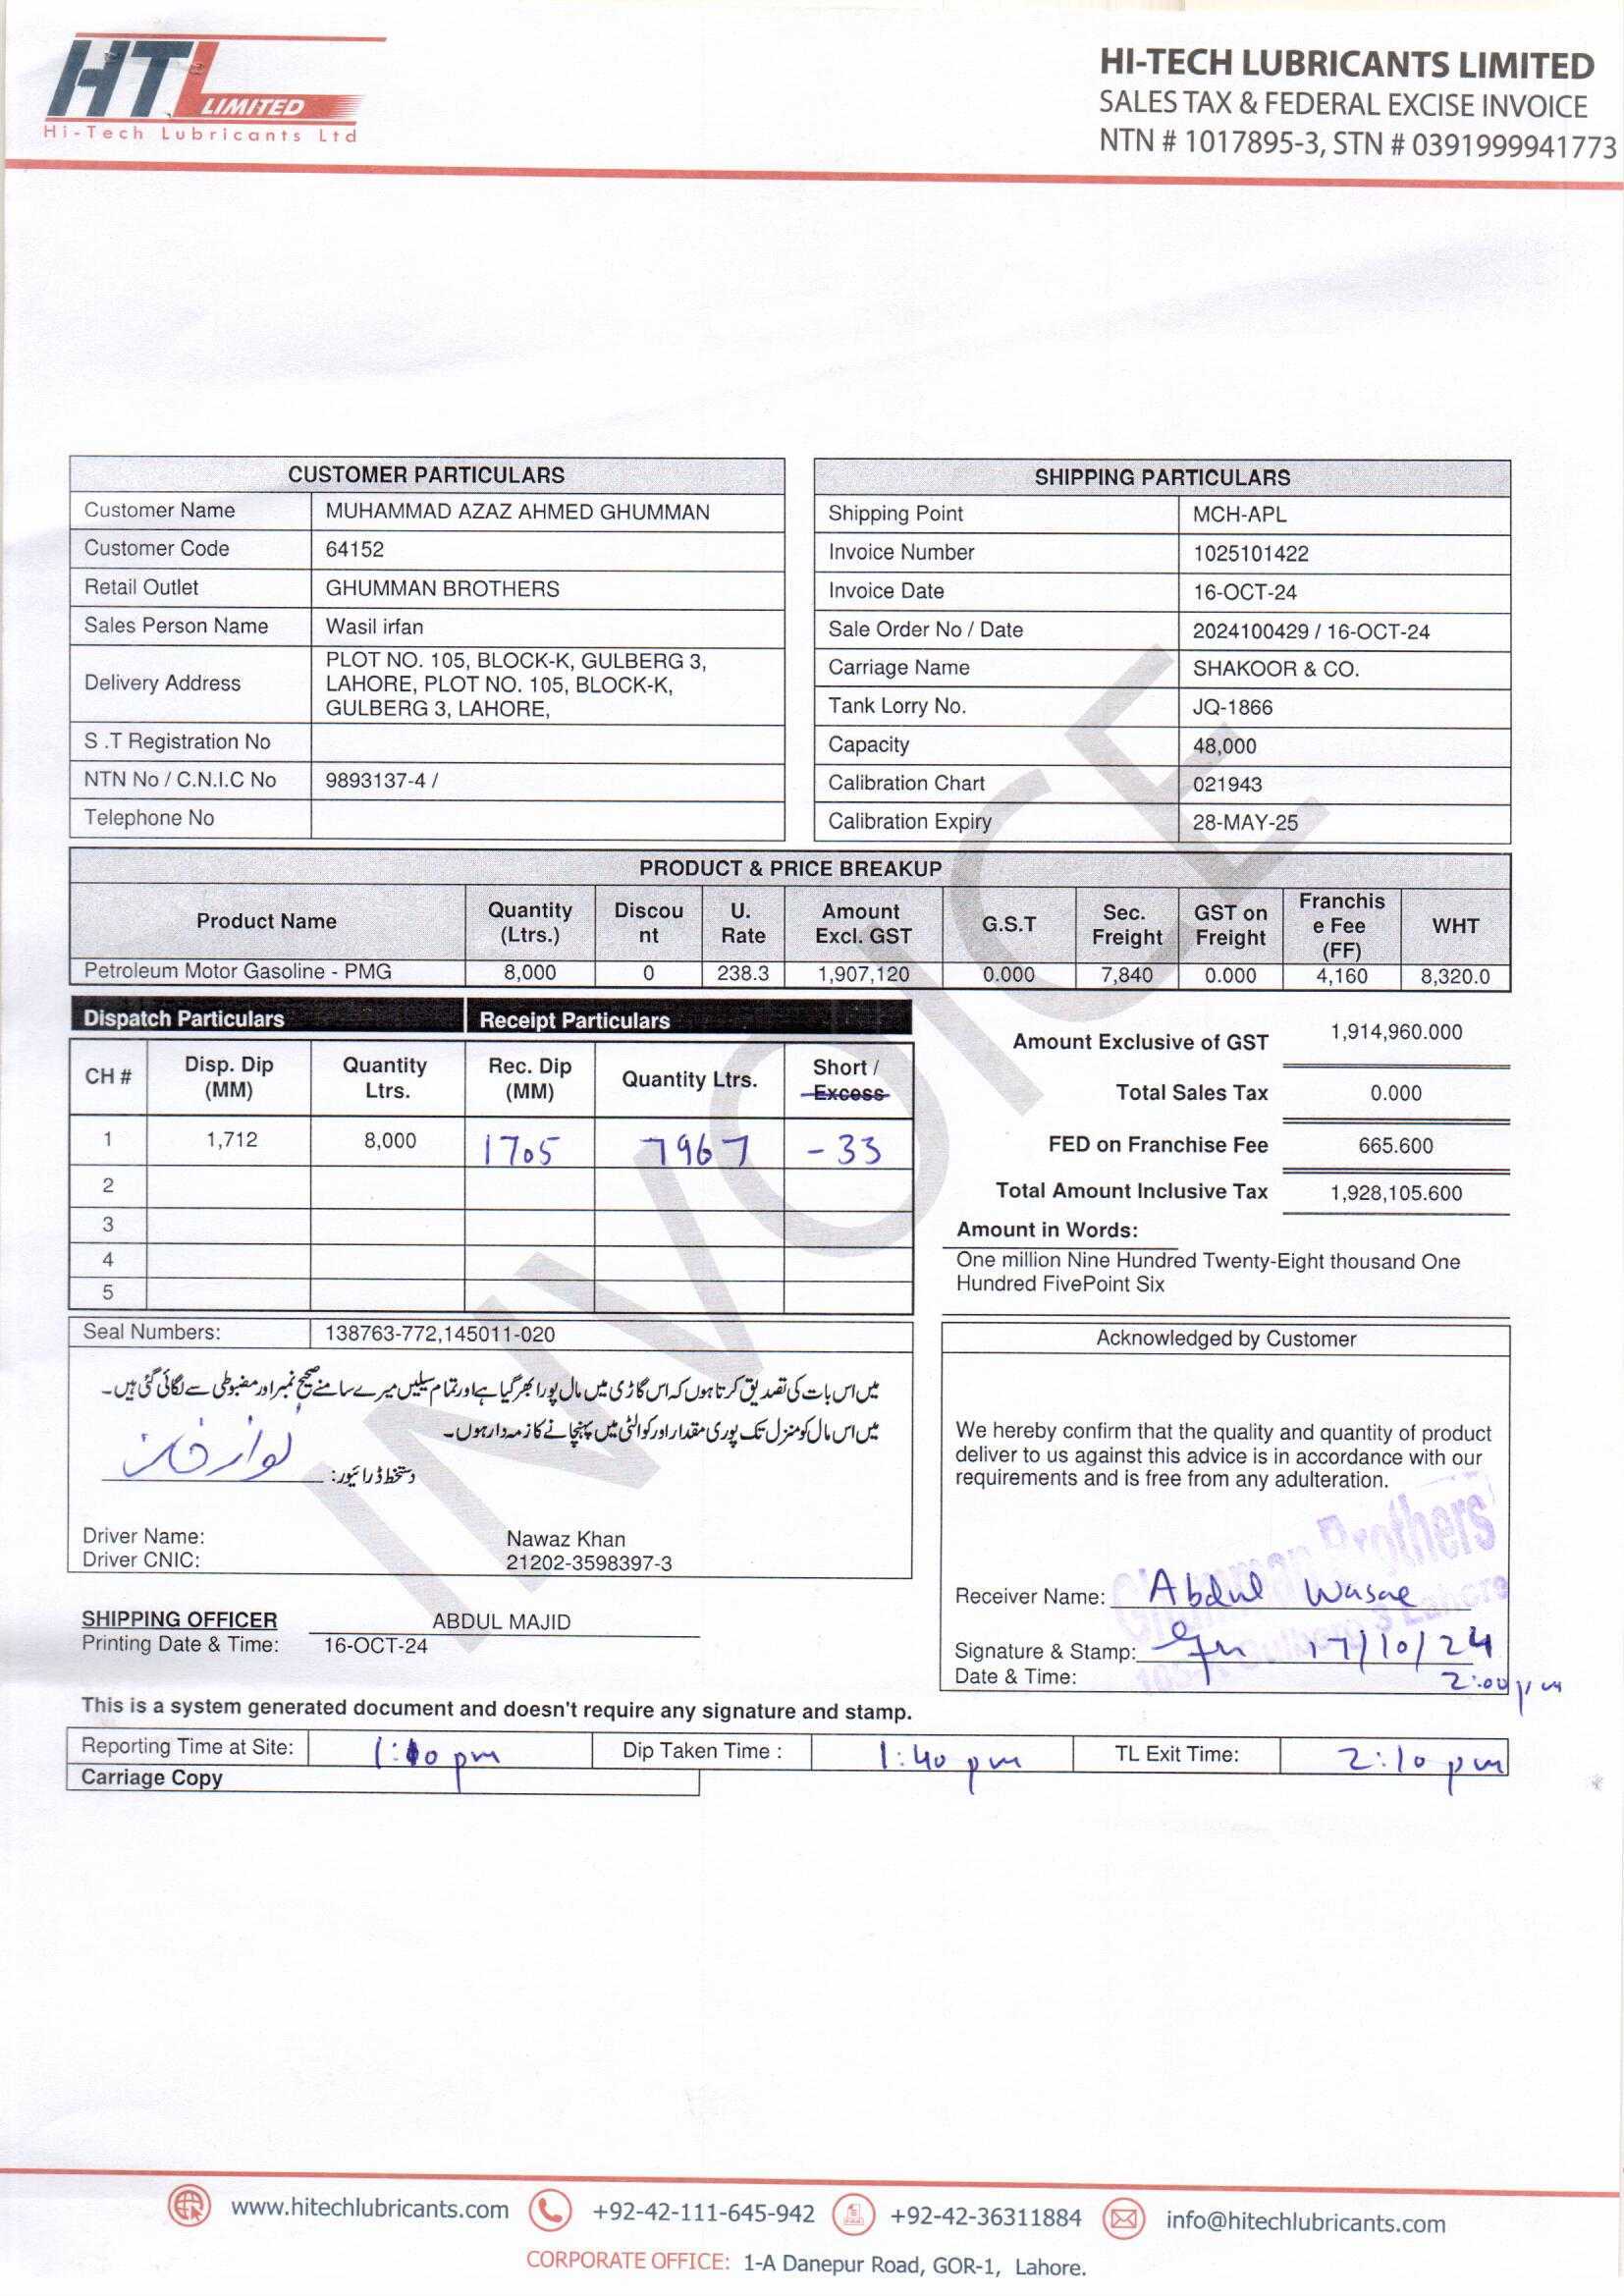 HTL LIMITED
Hi-Tech Lubricants Ltd
HI-TECH LUBRICANTS LIMITED
SALES TAX & FEDERAL EXCISE INVOICE
NTN # 1017895-3, STN # 0391999941773
CUSTOMER PARTICULARS
Customer Name MUHAMMAD AZAZ AHMED GHUMMAN
Customer Code 64152
Retail Outlet GHUMMAN BROTHERS
Sales Person Name Wasil irfan
Delivery Address PLOT NO. 105, BLOCK-K, GULBERG 3,
LAHORE, PLOT NO. 105, BLOCK-K,
GULBERG 3, LAHORE,
S .T Registration No
NTN No / C.N.I.C No 9893137-4 /
Telephone No
SHIPPING PARTICULARS
Shipping Point MCH-APL
Invoice Number 1025101422
Invoice Date 16-OCT-24
Sale Order No / Date 2024100429 / 16-OCT-24
Carriage Name SHAKOOR & CO.
Tank Lorry No. JQ-1866
Capacity 48,000
Calibration Chart 021943
Calibration Expiry 28-MAY-25
PRODUCT & PRICE BREAKUP
Product Name Quantity (Ltrs.) Discou nt U. Rate Amount Excl. GST G.S.T Sec. Freight GST on Freight Franchis e Fee (FF) WHT
Petroleum Motor Gasoline - PMG 8,000 0 238.3 1,907,120 0.000 7,840 0.000 4,160 8,320.0
Dispatch Particulars Receipt Particulars
CH # Disp. Dip (MM) Quantity Ltrs. Rec. Dip (MM) Quantity Ltrs. Short / Excess
1 1,712 8,000 1705 7967 - 33
2
3
4
5
Amount Exclusive of GST 1,914,960.000
Total Sales Tax 0.000
FED on Franchise Fee 665.600
Total Amount Inclusive Tax 1,928,105.600
Amount in Words:
One million Nine Hundred Twenty-Eight thousand One
Hundred FivePoint Six
Seal Numbers: 138763-772,145011-020
میں اس بات کی تصدیق کرتا ہوں کہ اس گاڑی میں مال پورا بھر گیا ہے اور تمام سیلیں میرے سامنے صحیح نمبر اور مضبوطی سے لگائی گئی ہیں۔
میں اس مال کو منزل تک پوری مقدار اور کوالٹی میں پہنچانے کا ذمہ دار ہوں۔
دستخط ڈرائیور: نواز خان
Driver Name: Nawaz Khan
Driver CNIC: 21202-3598397-3
Acknowledged by Customer
We hereby confirm that the quality and quantity of product
deliver to us against this advice is in accordance with our
requirements and is free from any adulteration.
Ghumman Brothers
Receiver Name: Abdul Wasae
Signature & Stamp: 17/10/24
Date & Time: 2:00 pm
SHIPPING OFFICER ABDUL MAJID
Printing Date & Time: 16-OCT-24
This is a system generated document and doesn't require any signature and stamp.
Reporting Time at Site: 1:10 pm Dip Taken Time : 1:40 pm TL Exit Time: 2:10 pm
Carriage Copy
INVOICE
www.hitechlubricants.com +92-42-111-645-942 +92-42-36311884 info@hitechlubricants.com
CORPORATE OFFICE: 1-A Danepur Road, GOR-1, Lahore.